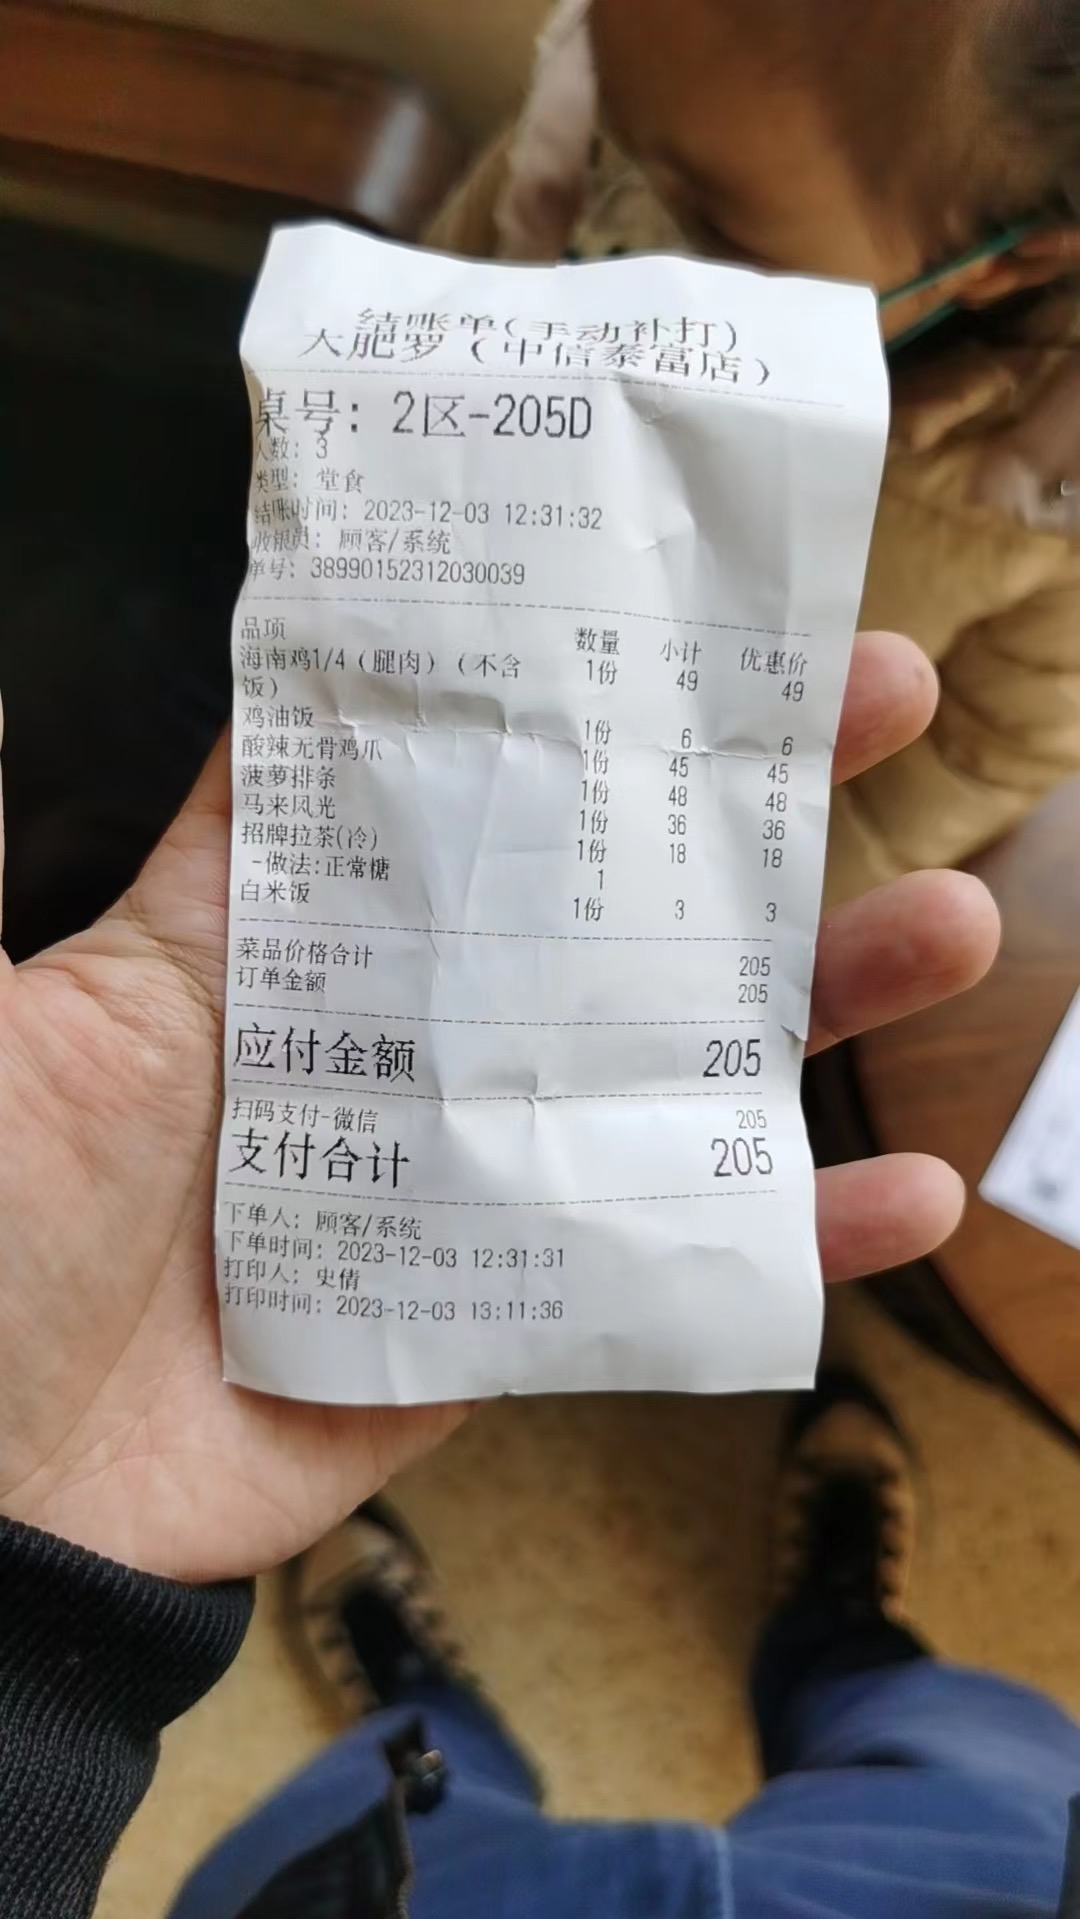 结账单(手动补打)
大肥罗（中信泰富店）
桌号: 2区-205D
人数: 3
类型: 堂食
结账时间: 2023-12-03 12:31:32
收银员: 顾客/系统
单号: 38990152312030039
品项 数量 小计 优惠价
海南鸡1/4（腿肉）（不含 1份 49 49
饭）
鸡油饭 1份 6 6
酸辣无骨鸡爪 1份 45 45
菠萝排条 1份 48 48
马来风光 1份 36 36
招牌拉茶(冷) 1份 18 18
-做法:正常糖 1
白米饭 1份 3 3
菜品价格合计 205
订单金额 205
应付金额 205
扫码支付-微信 205
支付合计 205
下单人: 顾客/系统
下单时间: 2023-12-03 12:31:31
打印人: 史倩
打印时间: 2023-12-03 13:11:36